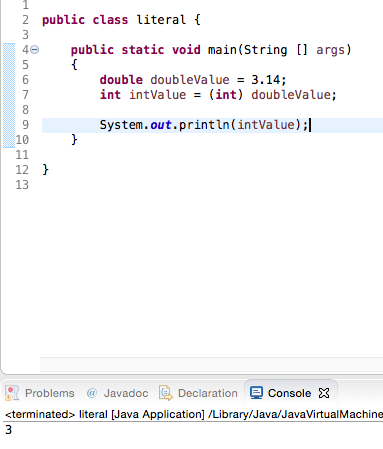 1
2 public class literal {
3
4 public static void main(String [] args)
5 {
6 double doubleValue = 3.14;
7 int intValue = (int) doubleValue;
8
9 System.out.println(intValue);
10 }
11
12 }
13
Problems @ Javadoc Declaration Console
<terminated> literal [Java Application] /Library/Java/JavaVirtualMachine
3